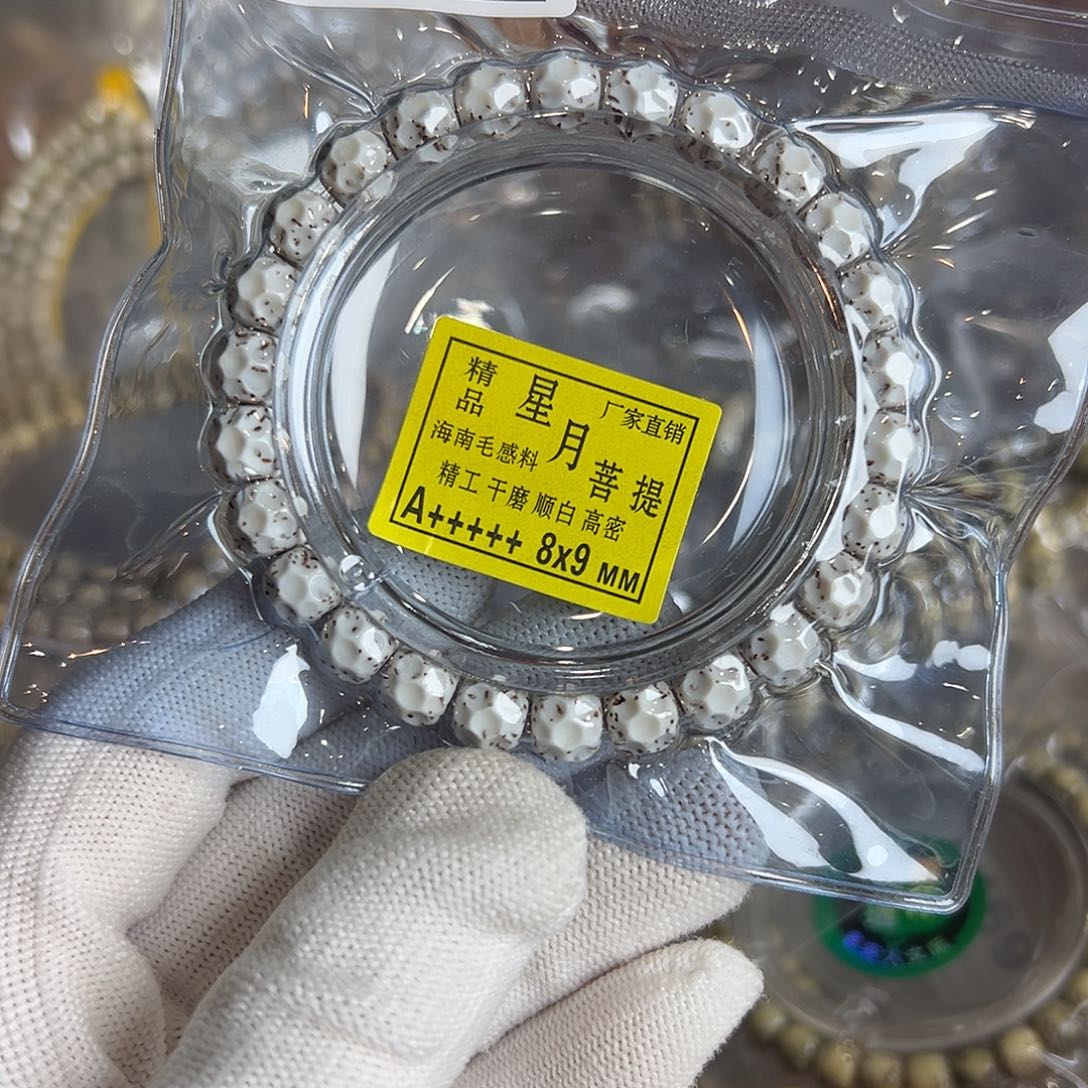 精品
星月菩提
厂家直销
海南毛感料
精工 干磨 顺白 高密
A+++++ 8x9 MM